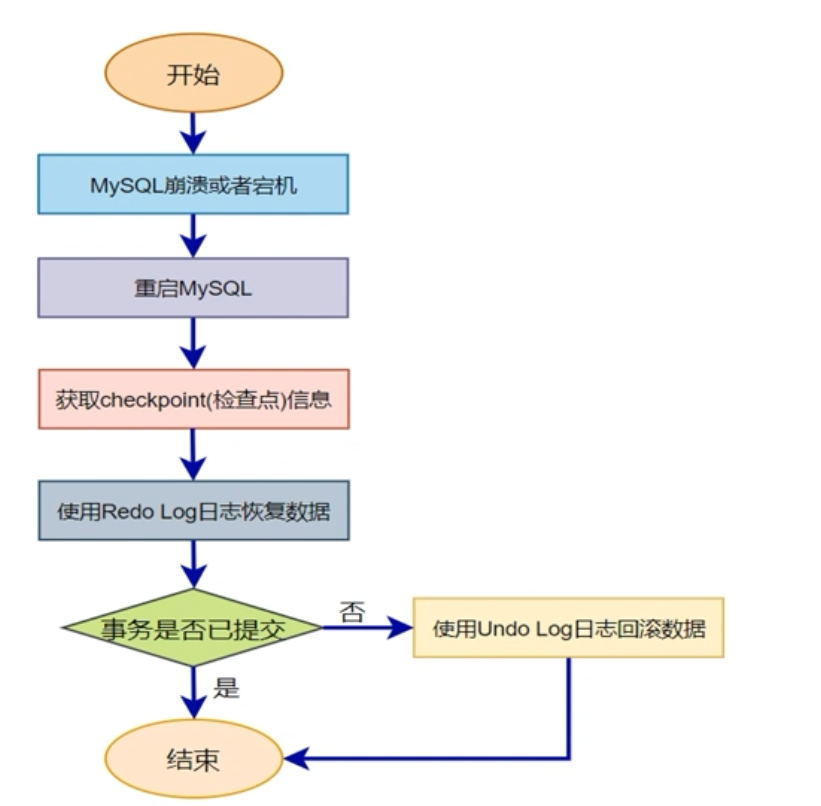 开始
MySQL崩溃或者宕机
重启MySQL
获取checkpoint(检查点)信息
使用Redo Log日志恢复数据
事务是否已提交
否
使用Undo Log日志回滚数据
是
结束